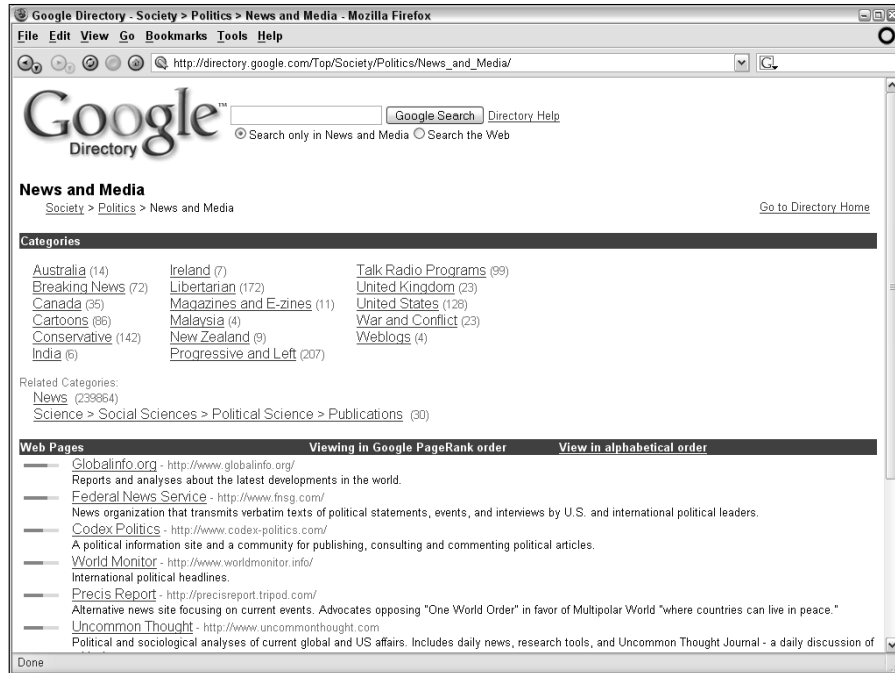 Google Directory - Society > Politics > News and Media - Mozilla Firefox
File Edit View Go Bookmarks Tools Help
http://directory.google.com/Top/Society/Politics/News_and_Media/
G
Google™
Directory
Google Search Directory Help
Search only in News and Media Search the Web
News and Media
Society > Politics > News and Media Go to Directory Home
Categories
Australia (14) Ireland (7) Talk Radio Programs (99)
Breaking News (72) Libertarian (172) United Kingdom (23)
Canada (35) Magazines and E-zines (11) United States (128)
Cartoons (86) Malaysia (4) War and Conflict (23)
Conservative (142) New Zealand (9) Weblogs (4)
India (6) Progressive and Left (207)
Related Categories:
News (239864)
Science > Social Sciences > Political Science > Publications (30)
Web Pages Viewing in Google PageRank order View in alphabetical order
Globalinfo.org - http://www.globalinfo.org/
Reports and analyses about the latest developments in the world.
Federal News Service - http://www.fnsg.com/
News organization that transmits verbatim texts of political statements, events, and interviews by U.S. and international political leaders.
Codex Politics - http://www.codex-politics.com/
A political information site and a community for publishing, consulting and commenting political articles.
World Monitor - http://www.worldmonitor.info/
International political headlines.
Precis Report - http://precisreport.tripod.com/
Alternative news site focusing on current events. Advocates opposing "One World Order" in favor of Multipolar World "where countries can live in peace."
Uncommon Thought - http://www.uncommonthought.com
Political and sociological analyses of current global and US affairs. Includes daily news, research tools, and Uncommon Thought Journal - a daily discussion of
Done